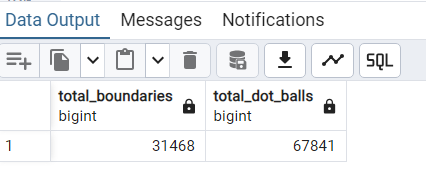 Data Output Messages Notifications
SQL
total_boundaries total_dot_balls
bigint bigint
1 31468 67841